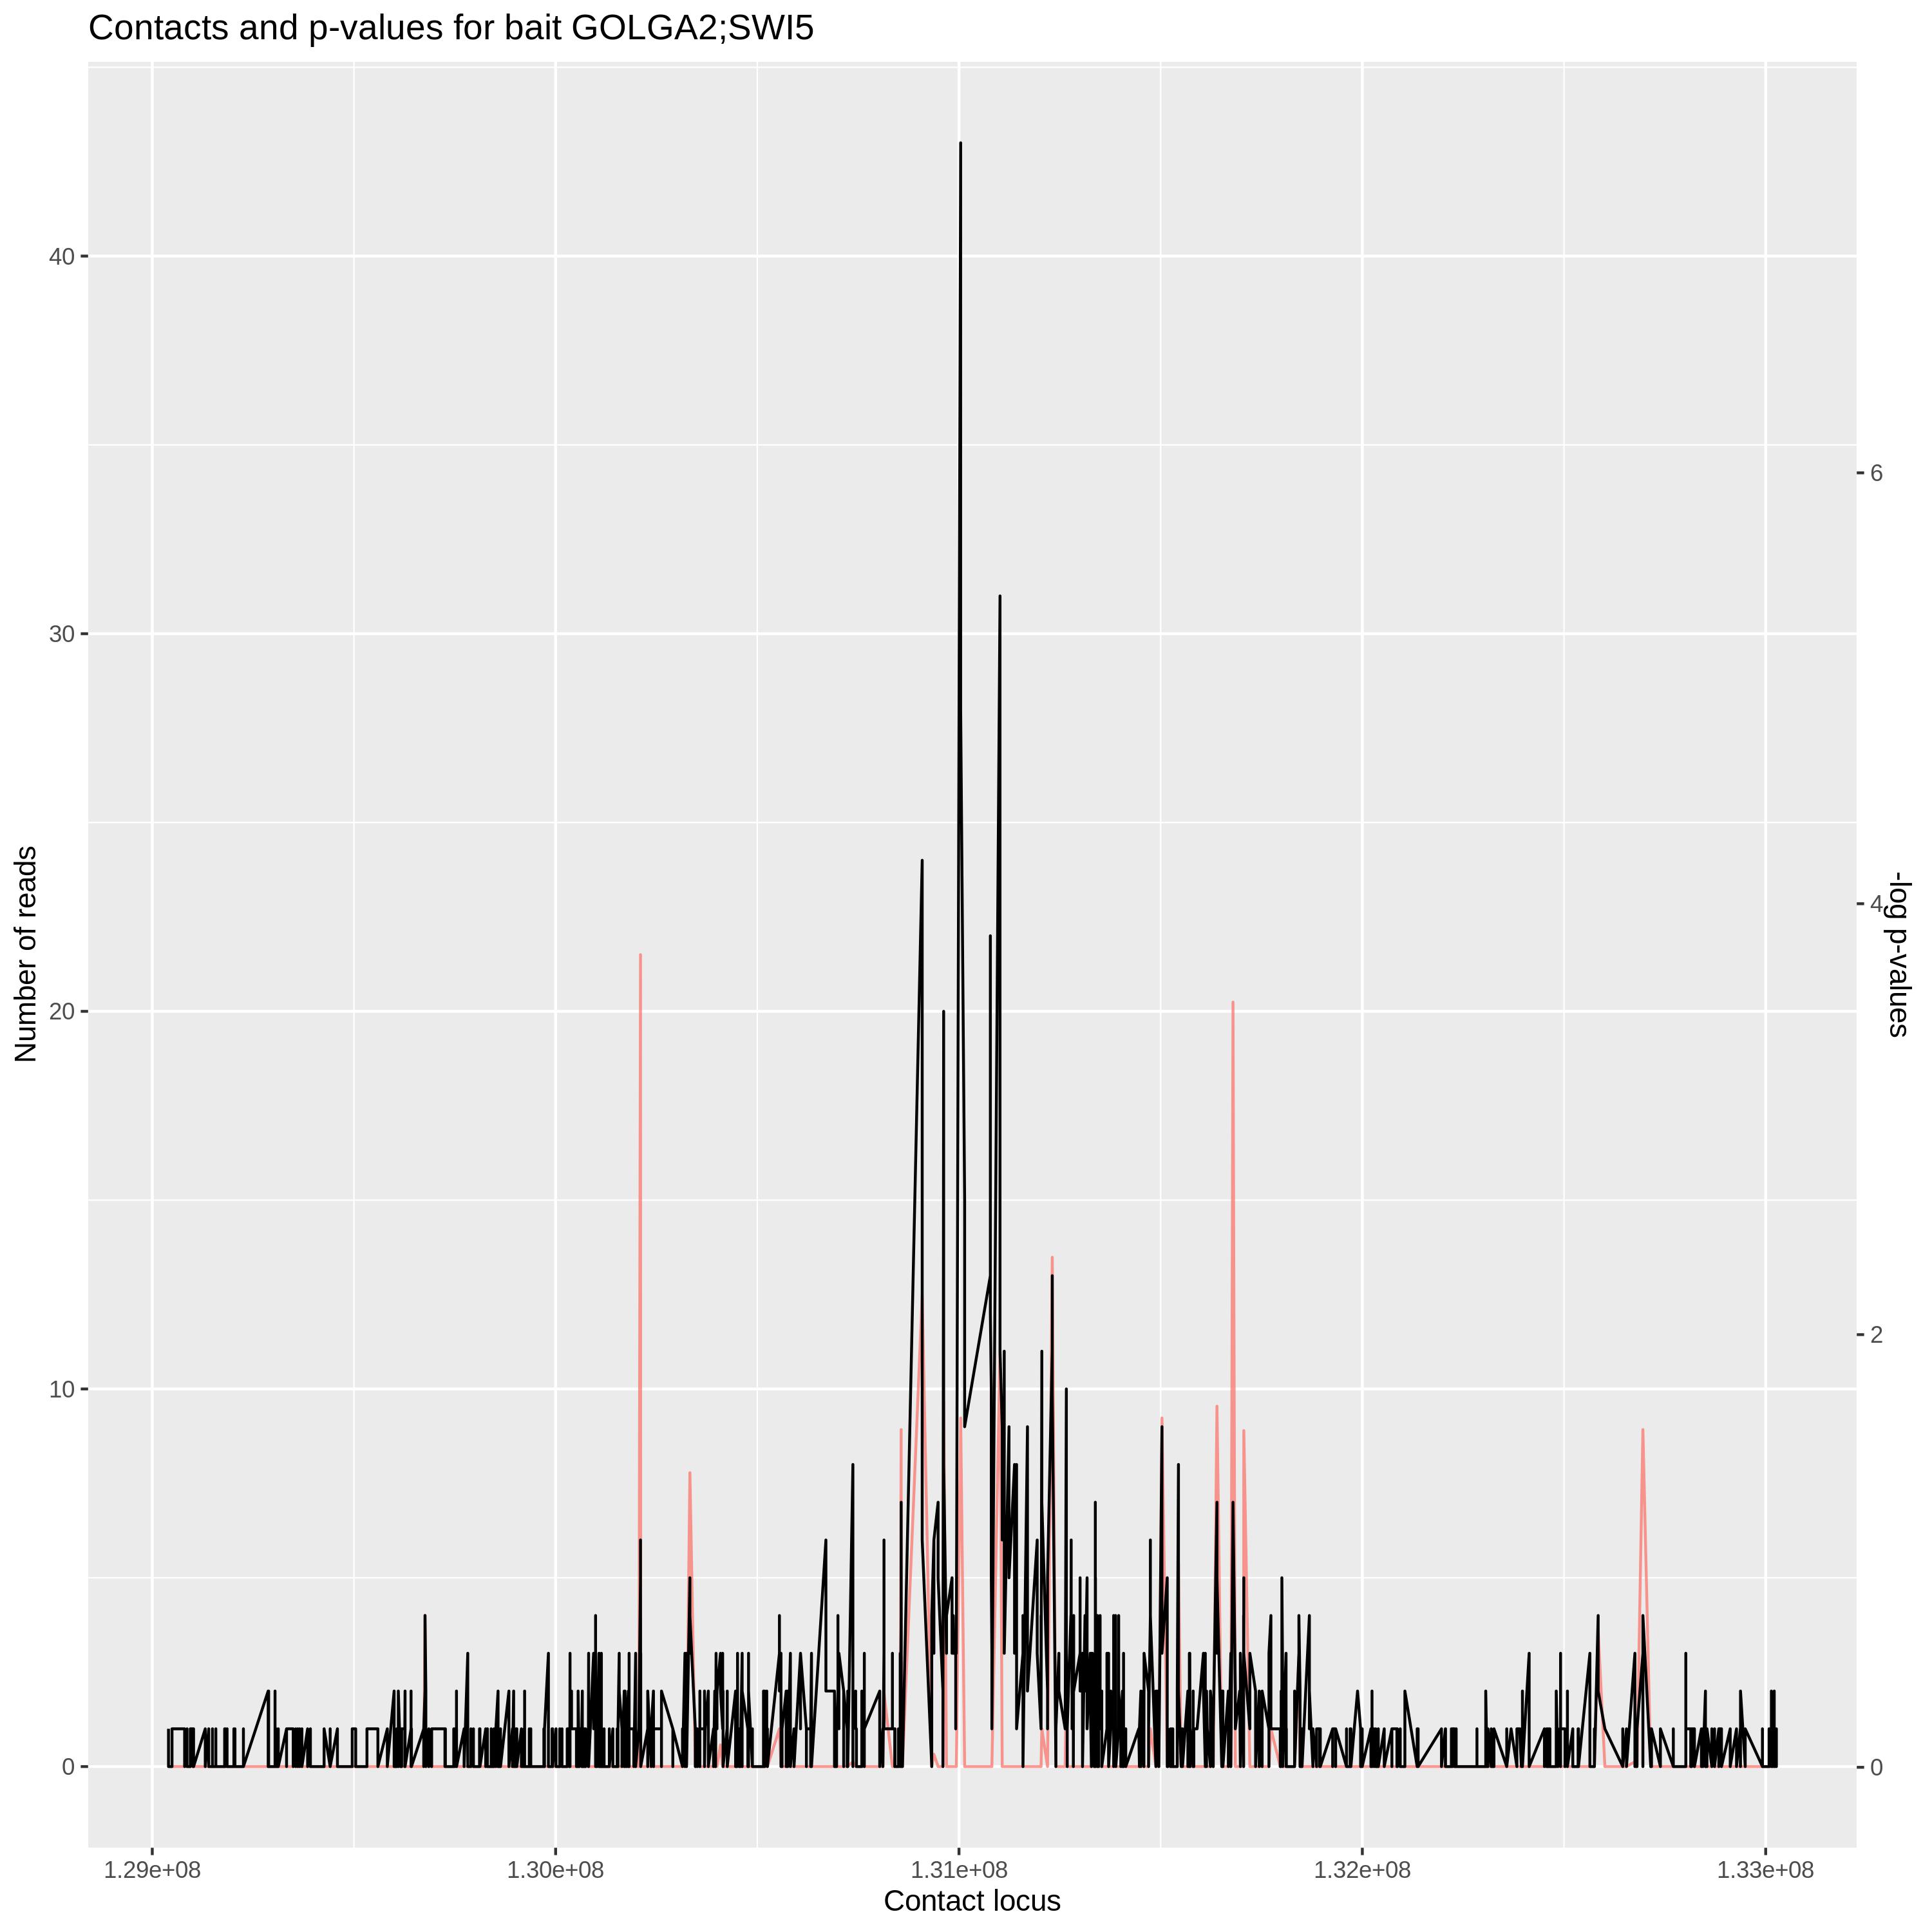 Contacts and p-values for bait GOLGA2;SWI5
40
30
20
10
0
Number of reads
6
4
2
0
-log p-values
1.29e+08
1.30e+08
1.31e+08
1.32e+08
1.33e+08
Contact locus